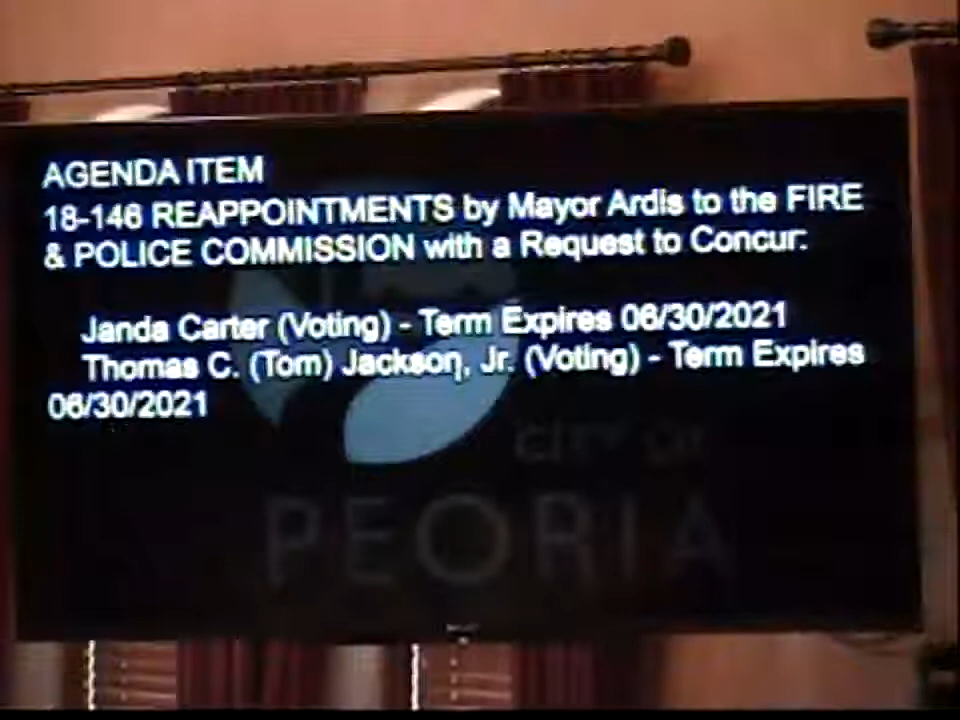 AGENDA ITEM
18-146 REAPPOINTMENTS by Mayor Ardis to the FIRE
& POLICE COMMISSION with a Request to Concur:
Janda Carter (Voting) - Term Expires 06/30/2021
Thomas C. (Tom) Jackson, Jr. (Voting) - Term Expires
06/30/2021
CITY OF
PEORIA